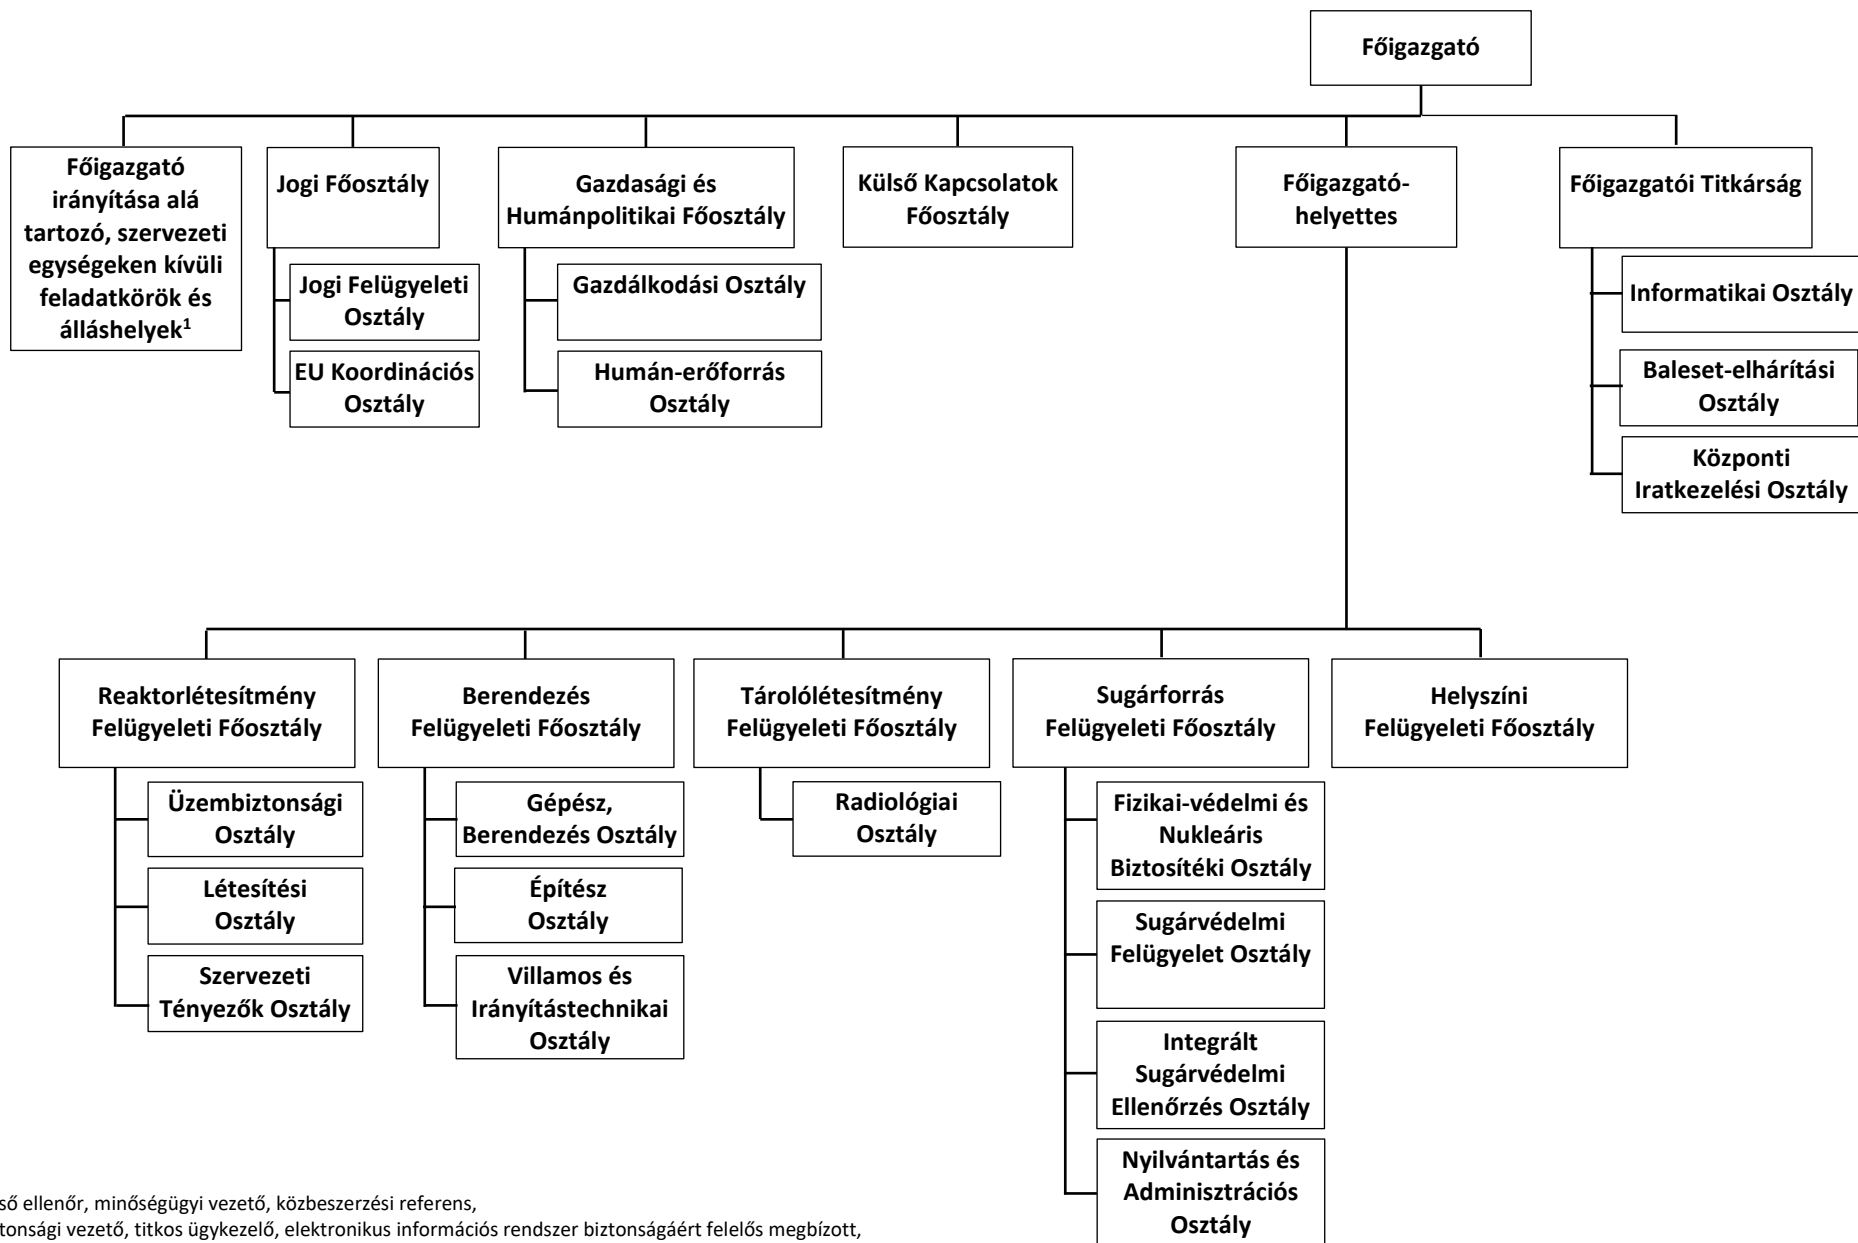 Főigazgató
Főigazgató
irányítása alá
tartozó, szervezeti
egységeken kívüli
feladatkörök és
álláshelyek¹
Jogi Főosztály
Jogi Felügyeleti
Osztály
EU Koordinációs
Osztály
Gazdasági és
Humánpolitikai Főosztály
Gazdálkodási Osztály
Humán-erőforrás
Osztály
Külső Kapcsolatok
Főosztály
Főigazgató-
helyettes
Főigazgatói Titkárság
Informatikai Osztály
Baleset-elhárítási
Osztály
Központi
Iratkezelési Osztály
Reaktorlétesítmény
Felügyeleti Főosztály
Üzembiztonsági
Osztály
Létesítési
Osztály
Szervezeti
Tényezők Osztály
Berendezés
Felügyeleti Főosztály
Gépész,
Berendezés Osztály
Építész
Osztály
Villamos és
Irányítástechnikai
Osztály
Tárolólétesítmény
Felügyeleti Főosztály
Radiológiai
Osztály
Sugárforrás
Felügyeleti Főosztály
Fizikai-védelmi és
Nukleáris
Biztosítéki Osztály
Sugárvédelmi
Felügyelet Osztály
Integrált
Sugárvédelmi
Ellenőrzés Osztály
Nyilvántartás és
Adminisztrációs
Osztály
Helyszíni
Felügyeleti Főosztály
ső ellenőr, minőségügyi vezető, közbeszerzési referens,
tonsági vezető, titkos ügykezelő, elektronikus információs rendszer biztonságáért felelős megbízott,